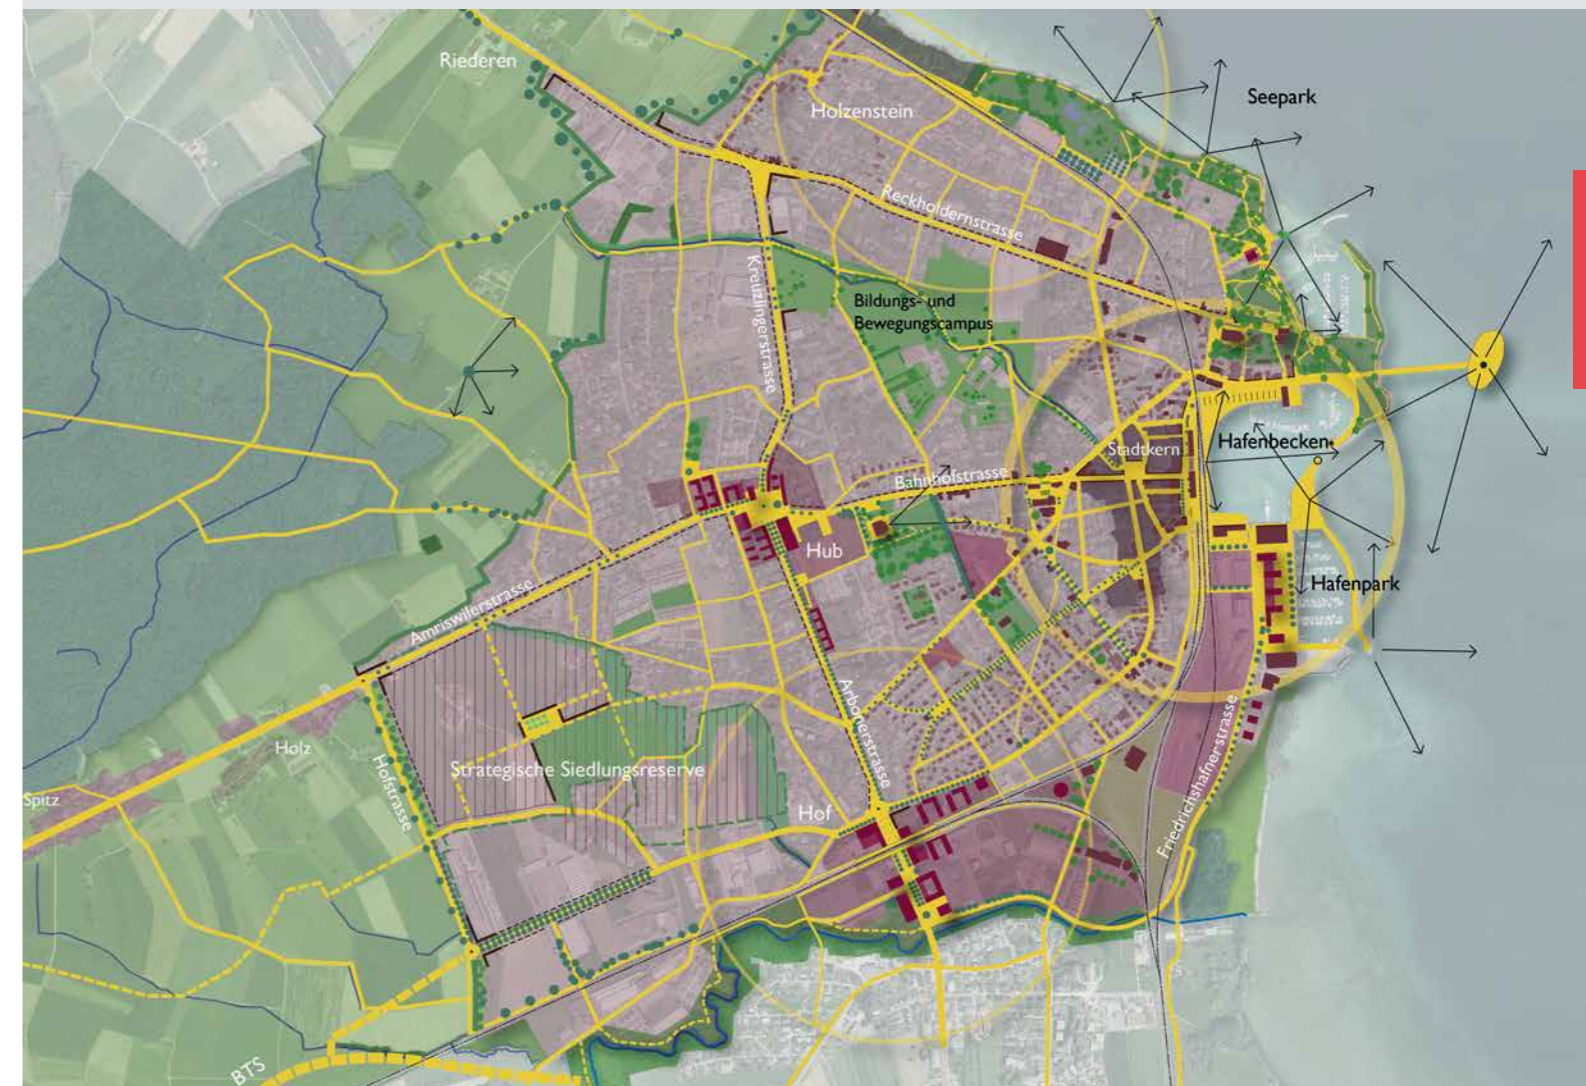 Riederen
Seepark
Holzenstein
Reckholdernstrasse
Kreuzlingerstrasse
Bildungs- und
Bewegungscampus
Stadtkern
Hafenbecken
Bahnhofstrasse
Hub
Hafenpark
Amriswilerstrasse
Arbonerstrasse
Holz
Hofstrasse
Strategische Siedlungsreserve
Spitz
Hof
Friedrichshafnerstrasse
BTS